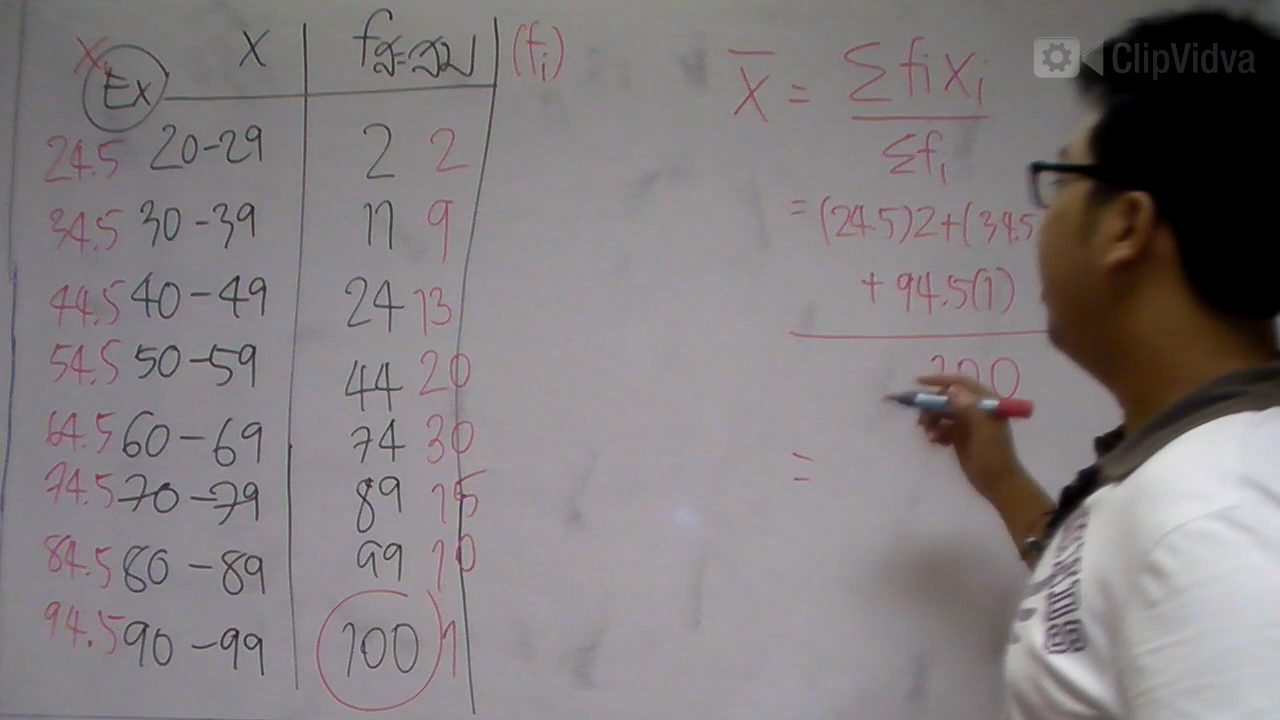 xᵢ Ex X fสะสม (fᵢ)
24.5 20-29 2 2
34.5 30-39 11 9
44.5 40-49 24 13
54.5 50-59 44 20
64.5 60-69 74 30
74.5 70-79 89 15
84.5 80-89 99 10
94.5 90-99 100 1
ClipVidva
X̄ = Σfᵢxᵢ
Σfᵢ
= (24.5)2+(34.5
+ 94.5(1)
100
=